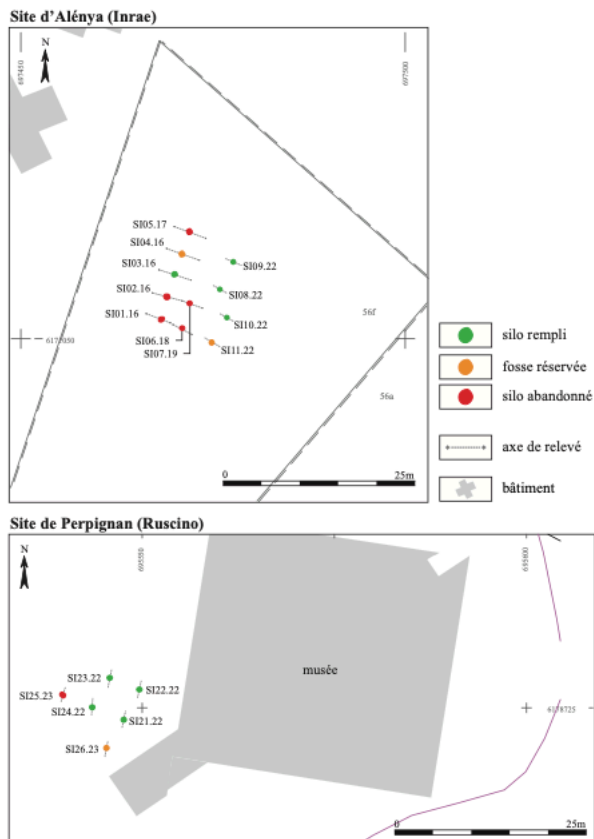 Site d'Alénya (Inrae)
N
697450
697500
SI05.17
SI04.16
SI09.22
SI03.16
SI02.16
SI08.22
SI01.16
SI10.22
56f
SI06.18
SI07.19
SI11.22
56a
0
25m
silo rempli
fosse réservée
silo abandonné
axe de relevé
bâtiment
Site de Perpignan (Ruscino)
N
695550
musée
SI23.22
SI25.23
SI22.22
SI24.22
SI21.22
6178725
SI26.23
0
25m